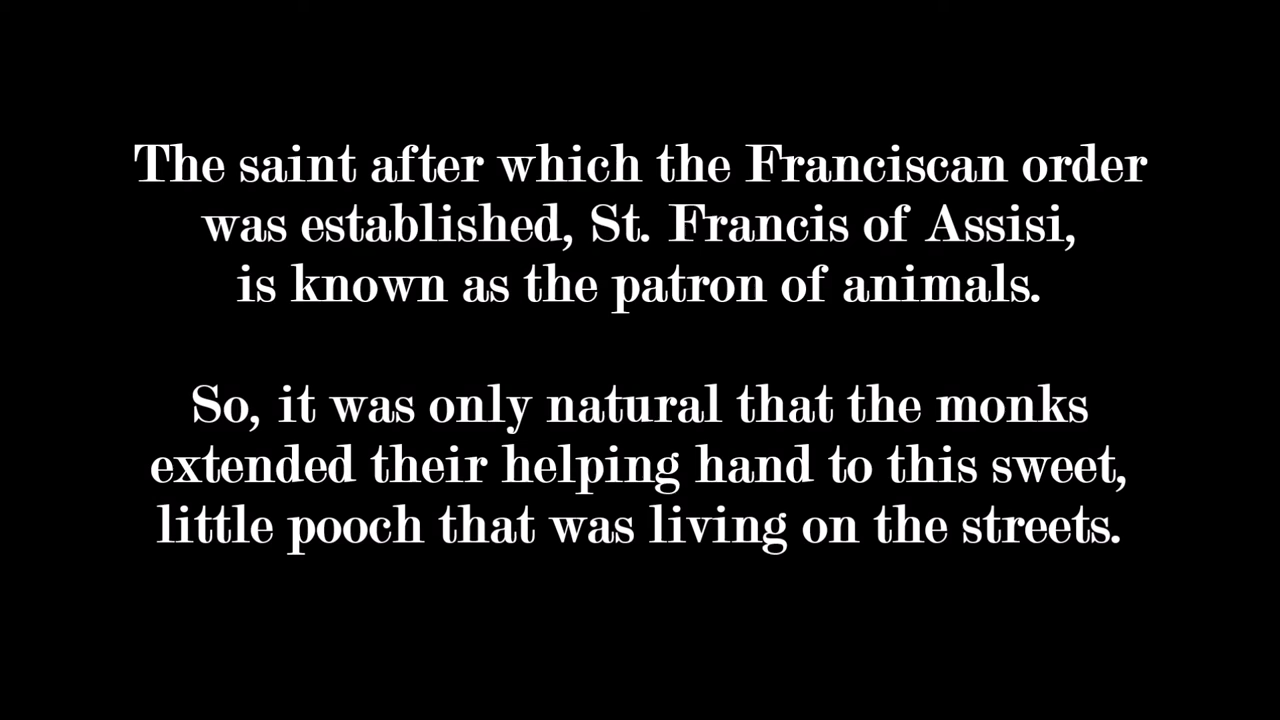 The saint after which the Franciscan order
was established, St. Francis of Assisi,
is known as the patron of animals.
So, it was only natural that the monks
extended their helping hand to this sweet,
little pooch that was living on the streets.